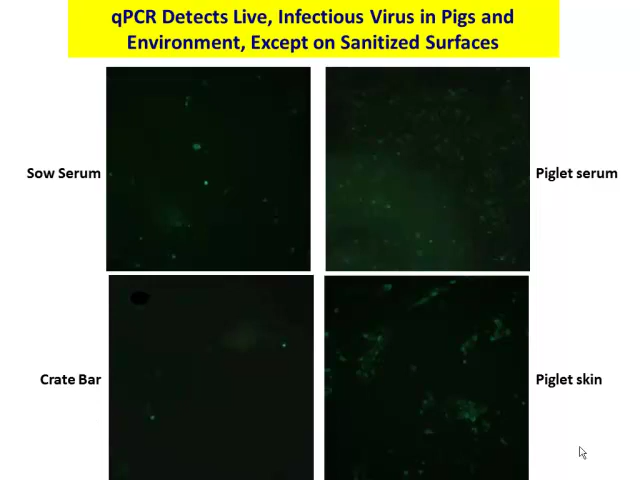 qPCR Detects Live, Infectious Virus in Pigs and
Environment, Except on Sanitized Surfaces
Sow Serum
Piglet serum
Crate Bar
Piglet skin